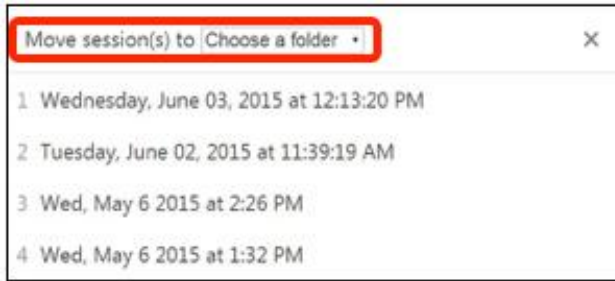 Move session(s) to Choose a folder
1 Wednesday, June 03, 2015 at 12:13:20 PM
2 Tuesday, June 02, 2015 at 11:39:19 AM
3 Wed, May 6 2015 at 2:26 PM
4 Wed, May 6 2015 at 1:32 PM